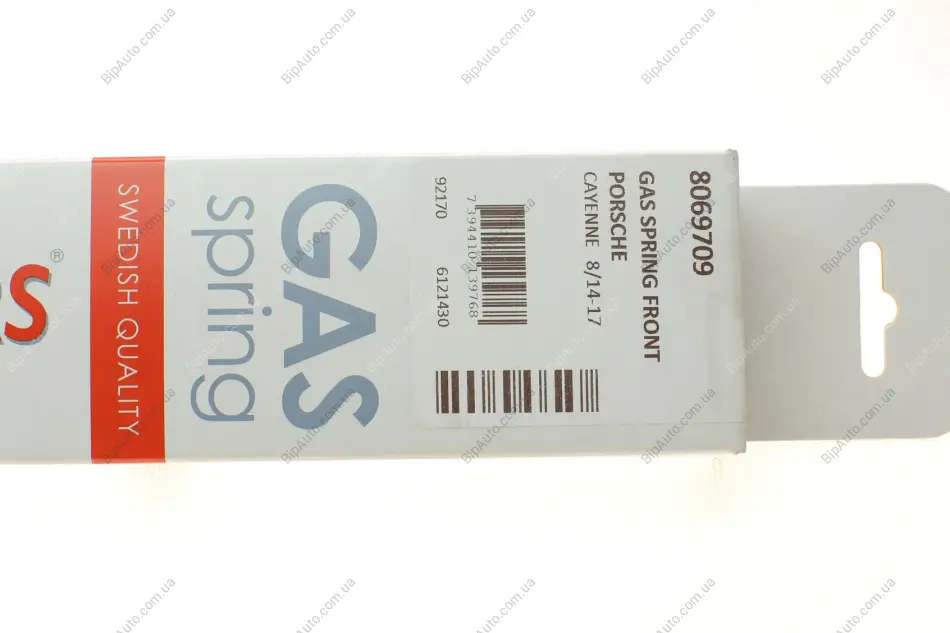 8069709
GAS SPRING FRONT
PORSCHE
CAYENNE 8/14-17
7 394410 139768
92170 6121430
GAS
spring
SWEDISH QUALITY
S®
BipAuto.com.ua